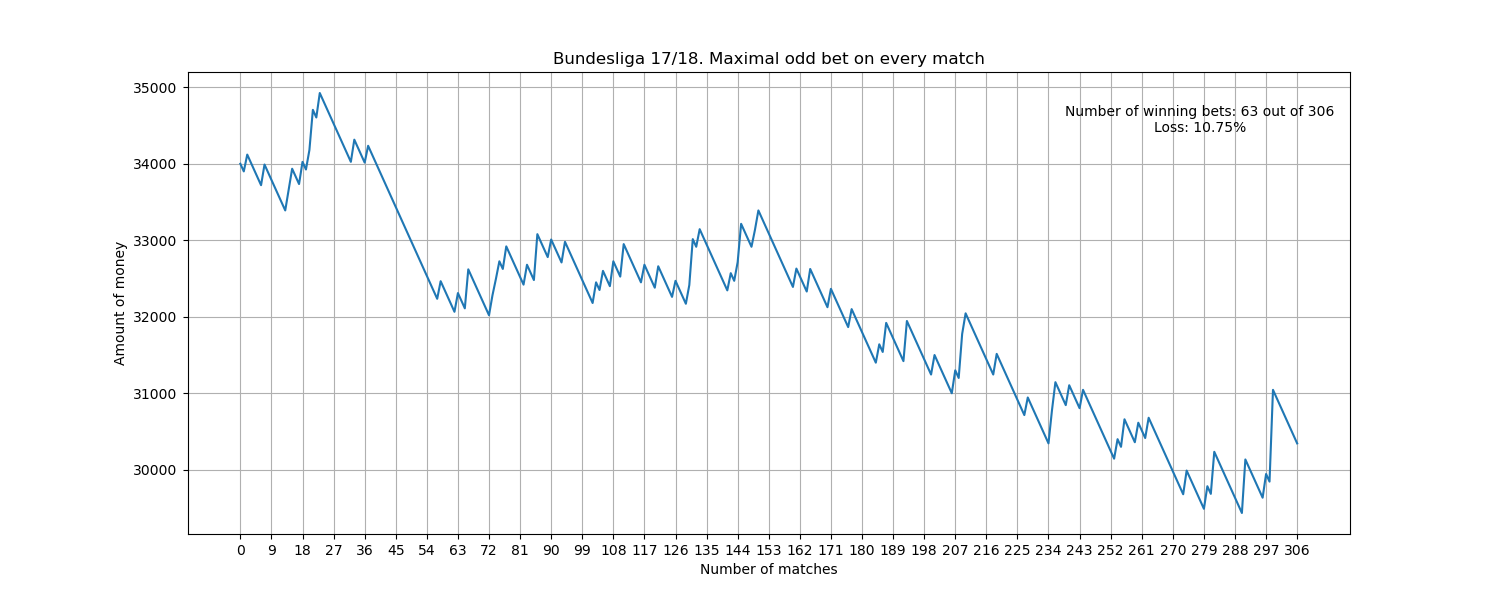 Bundesliga 17/18. Maximal odd bet on every match
35000
34000
33000
32000
31000
30000
Amount of money
Number of winning bets: 63 out of 306
Loss: 10.75%
0 9 18 27 36 45 54 63 72 81 90 99 108 117 126 135 144 153 162 171 180 189 198 207 216 225 234 243 252 261 270 279 288 297 306
Number of matches